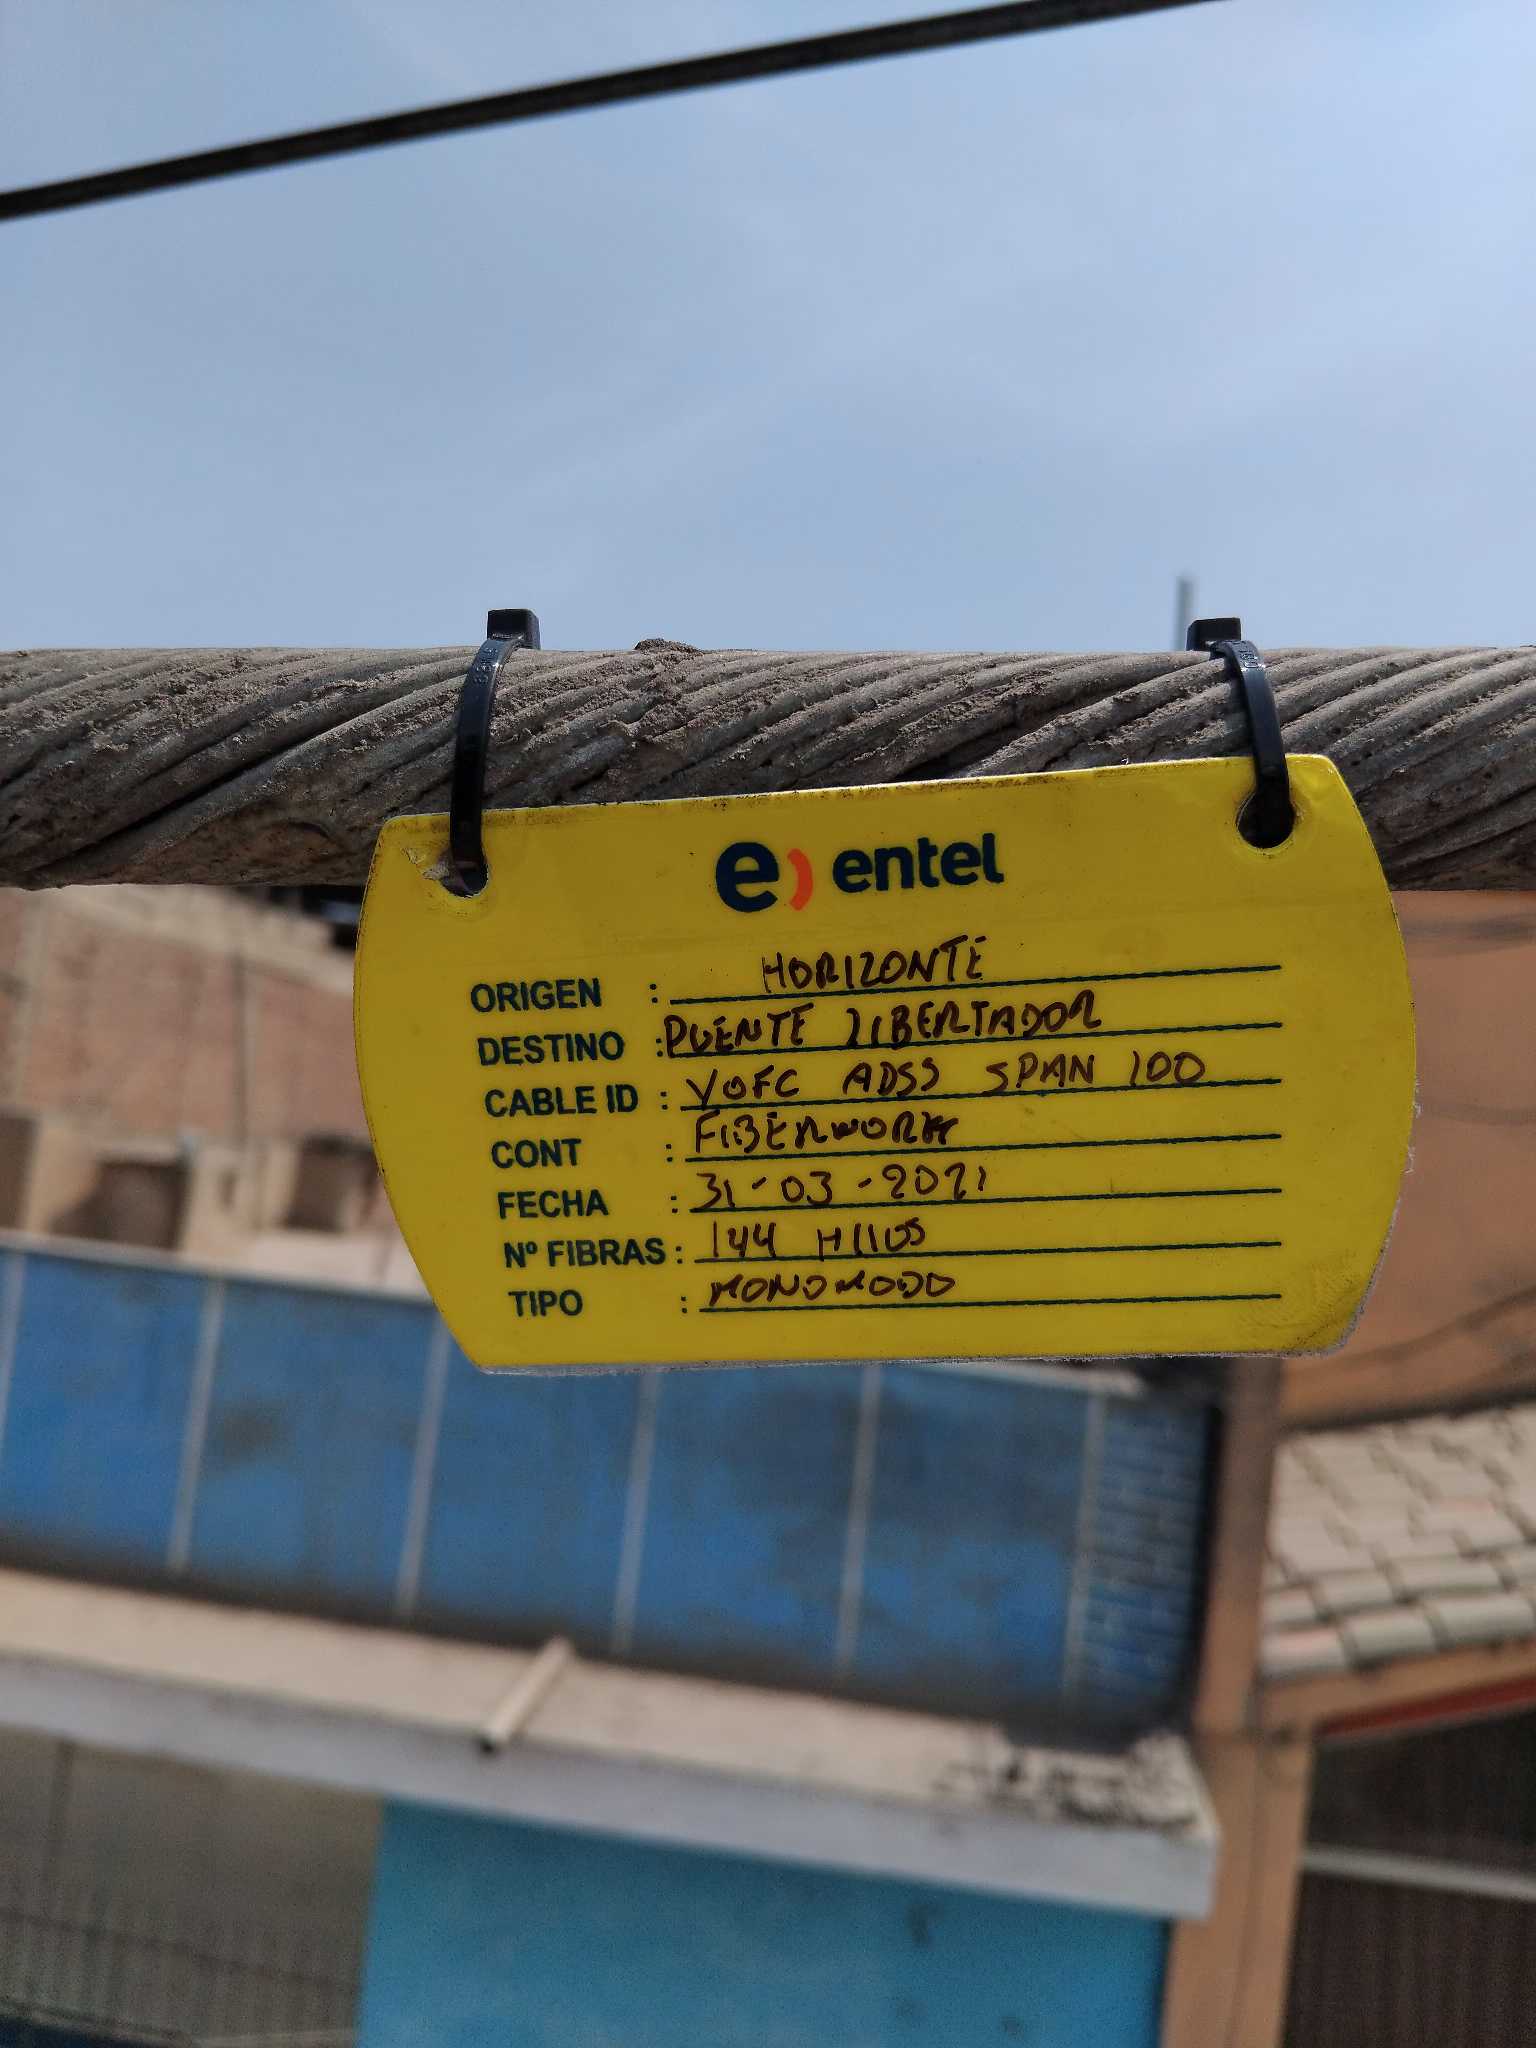 e) entel
ORIGEN : HORIZONTE
DESTINO : PUENTE LIBERTADOR
CABLE ID : YOFC ADSS SPAN 100
CONT : FIBERWORK
FECHA : 31-03-2021
Nº FIBRAS : 144 HILOS
TIPO : MONOMODO